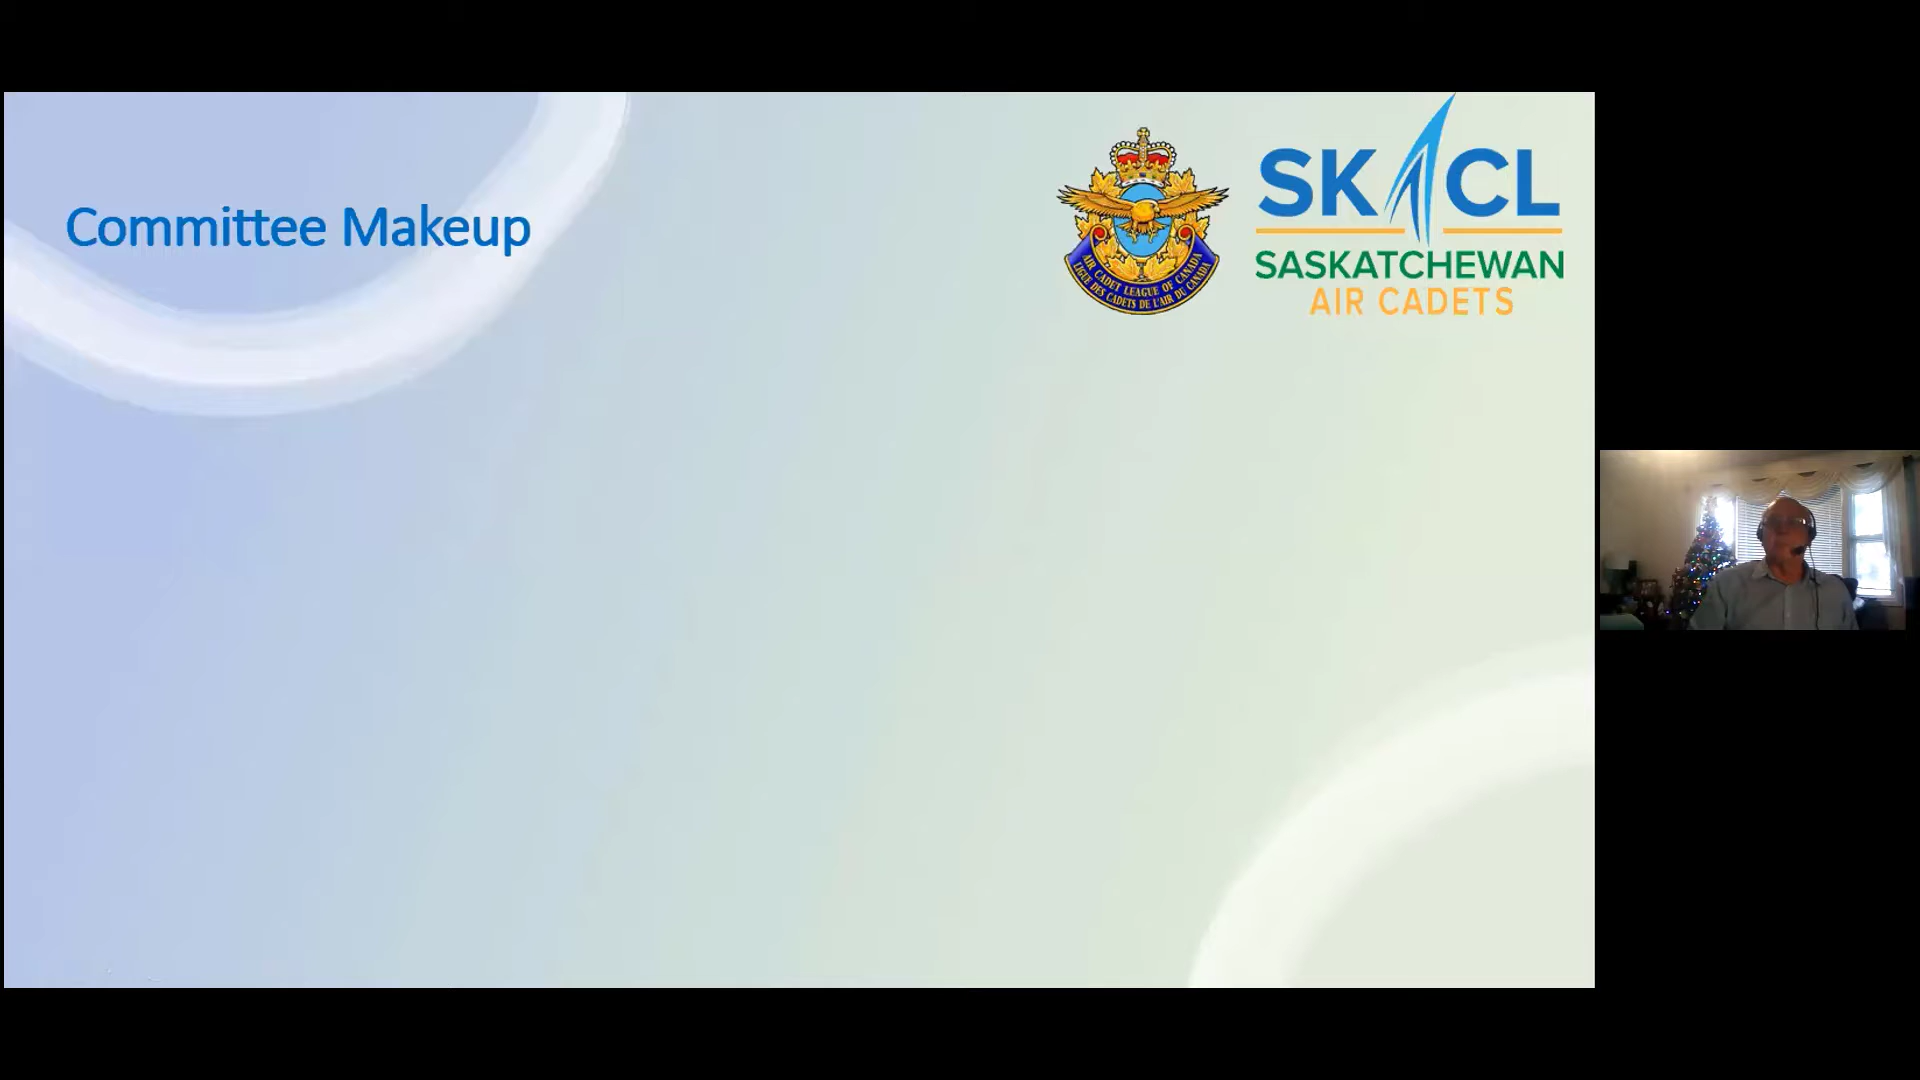 Committee Makeup
SKACL
SASKATCHEWAN
AIR CADETS
AIR CADET LEAGUE OF CANADA
LIGUE DES CADETS DE L'AIR DU CANADA